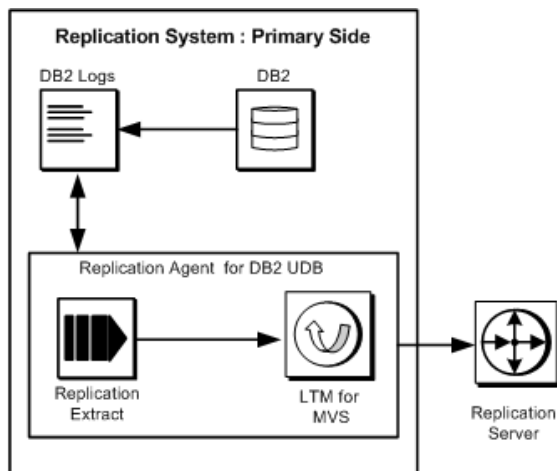 Replication System : Primary Side
DB2 Logs
DB2
Replication Agent for DB2 UDB
Replication
Extract
LTM for
MVS
Replication
Server